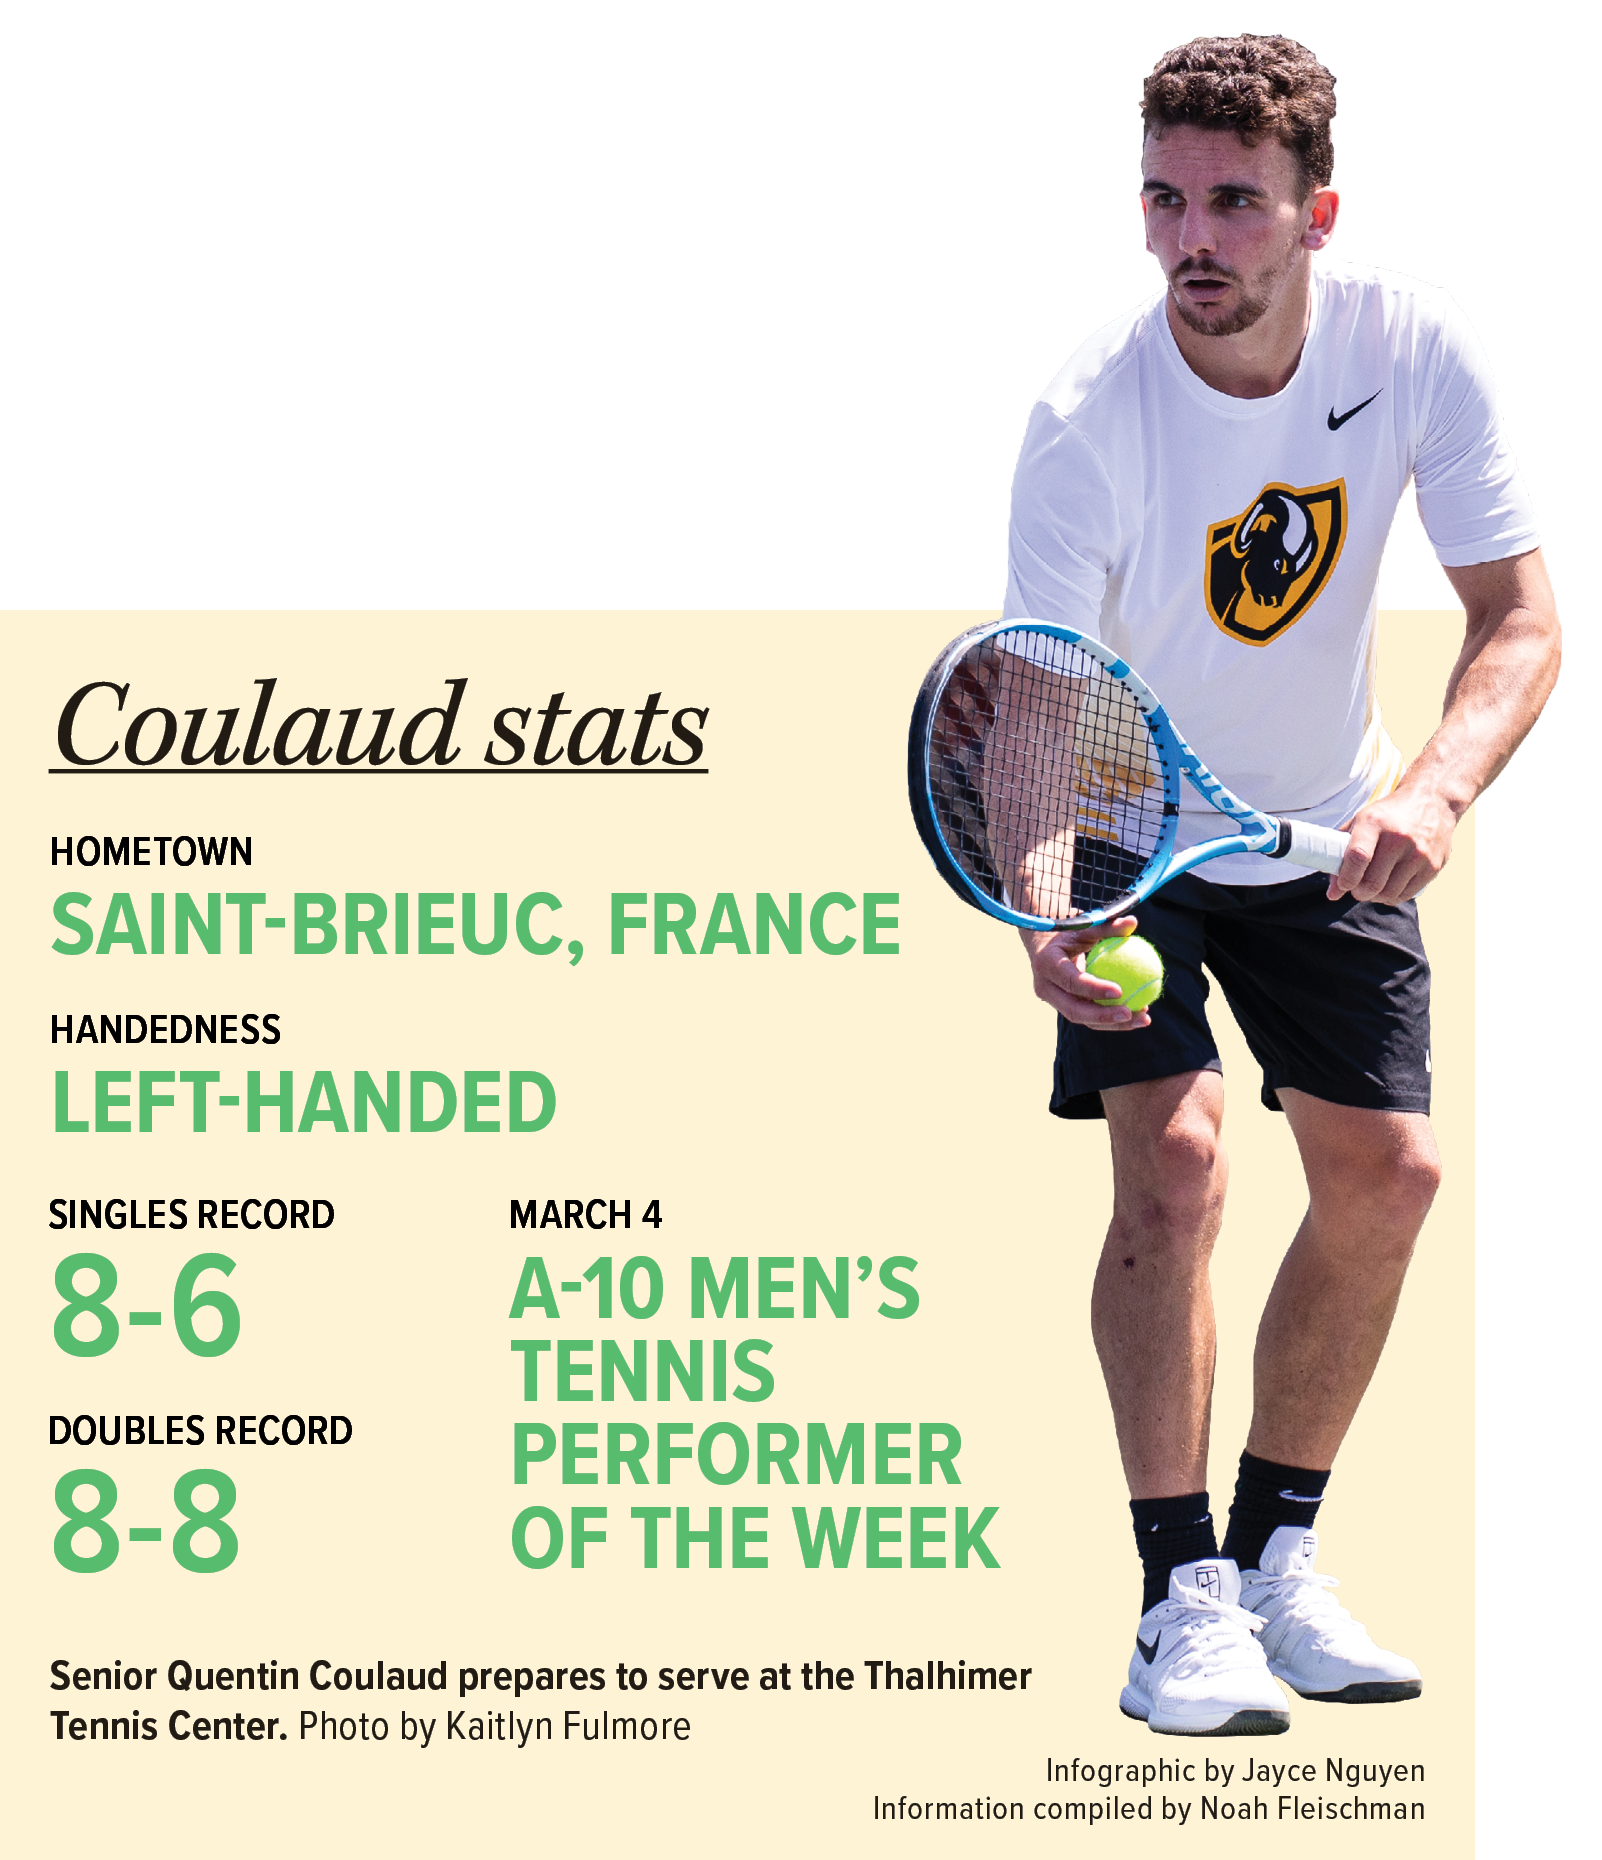 Coulaud stats
HOMETOWN
SAINT-BRIEUC, FRANCE
HANDEDNESS
LEFT-HANDED
SINGLES RECORD
8-6
DOUBLES RECORD
8-8
MARCH 4
A-10 MEN’S
TENNIS
PERFORMER
OF THE WEEK
Senior Quentin Coulaud prepares to serve at the Thalhimer
Tennis Center. Photo by Kaitlyn Fulmore
Infographic by Jayce Nguyen
Information compiled by Noah Fleischman